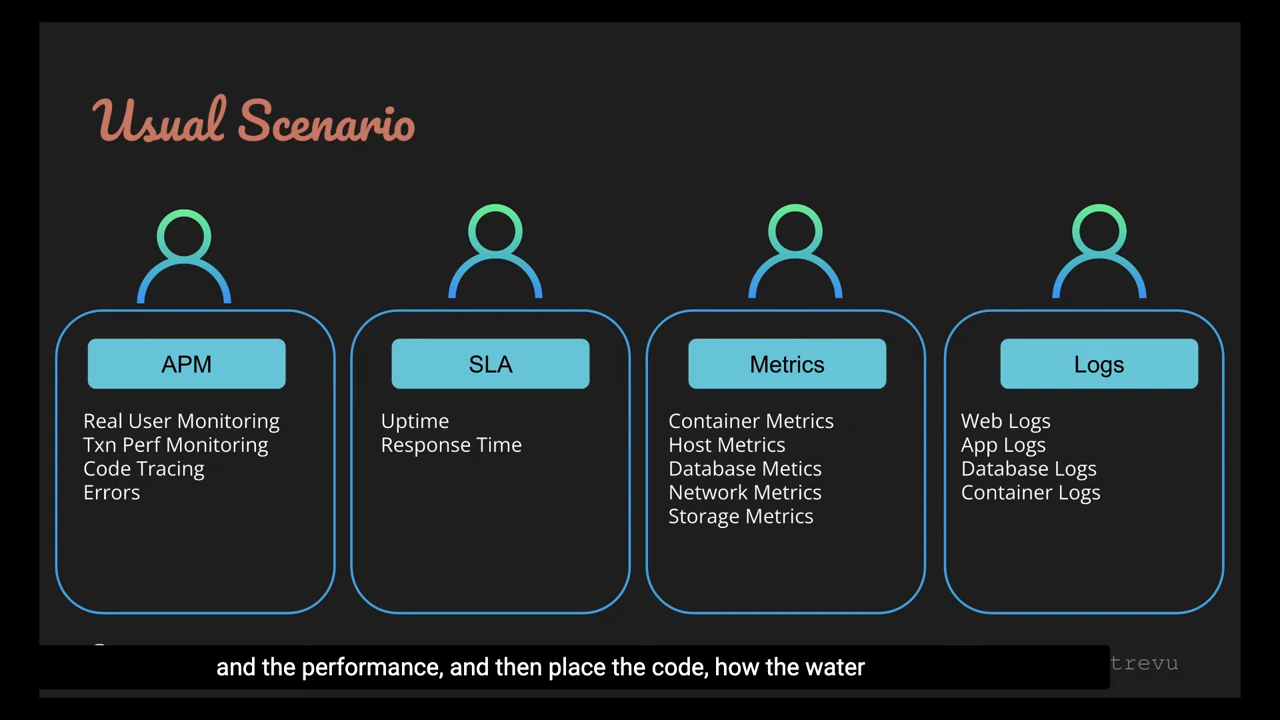 Usual Scenario
APM
Real User Monitoring
Txn Perf Monitoring
Code Tracing
Errors
SLA
Uptime
Response Time
Metrics
Container Metrics
Host Metrics
Database Metics
Network Metrics
Storage Metrics
Logs
Web Logs
App Logs
Database Logs
Container Logs
and the performance, and then place the code, how the water
trevu